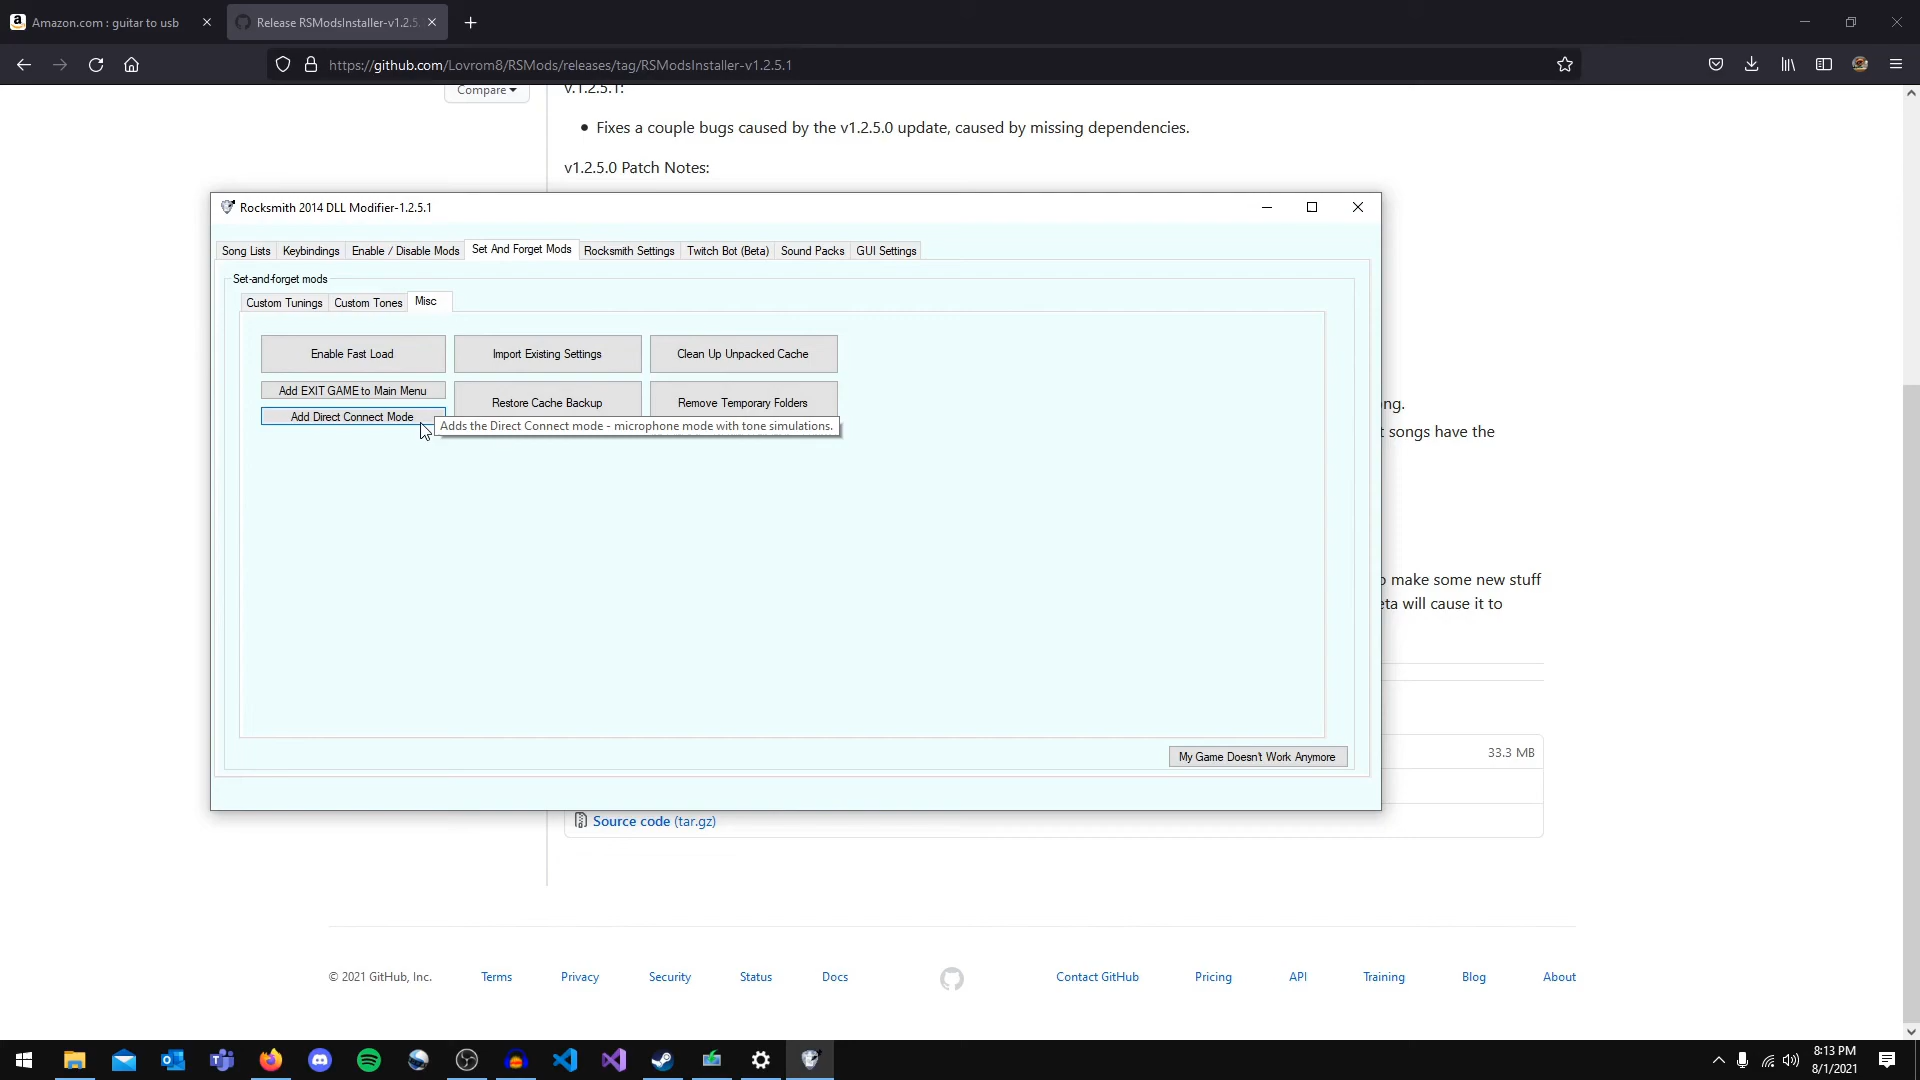 Amazon.com : guitar to usb
Release RSModsInstaller-v1.2.5.
https://github.com/Lovrom8/RSMods/releases/tag/RSModsInstaller-v1.2.5.1
Compare
v.1.2.5.1:
Fixes a couple bugs caused by the v1.2.5.0 update, caused by missing dependencies.
v1.2.5.0 Patch Notes:
Rocksmith 2014 DLL Modifier-1.2.5.1
Song Lists Keybindings Enable / Disable Mods Set And Forget Mods Rocksmith Settings Twitch Bot (Beta) Sound Packs GUI Settings
Set-and-forget mods
Custom Tunings Custom Tones Misc
Enable Fast Load Import Existing Settings Clean Up Unpacked Cache
Add EXIT GAME to Main Menu
Restore Cache Backup Remove Temporary Folders
ng.
Add Direct Connect Mode
Adds the Direct Connect mode - microphone mode with tone simulations.
t songs have the
o make some new stuff
eta will cause it to
My Game Doesn't Work Anymore
33.3 MB
Source code (tar.gz)
© 2021 GitHub, Inc. Terms Privacy Security Status Docs Contact GitHub Pricing API Training Blog About
8:13 PM
8/1/2021